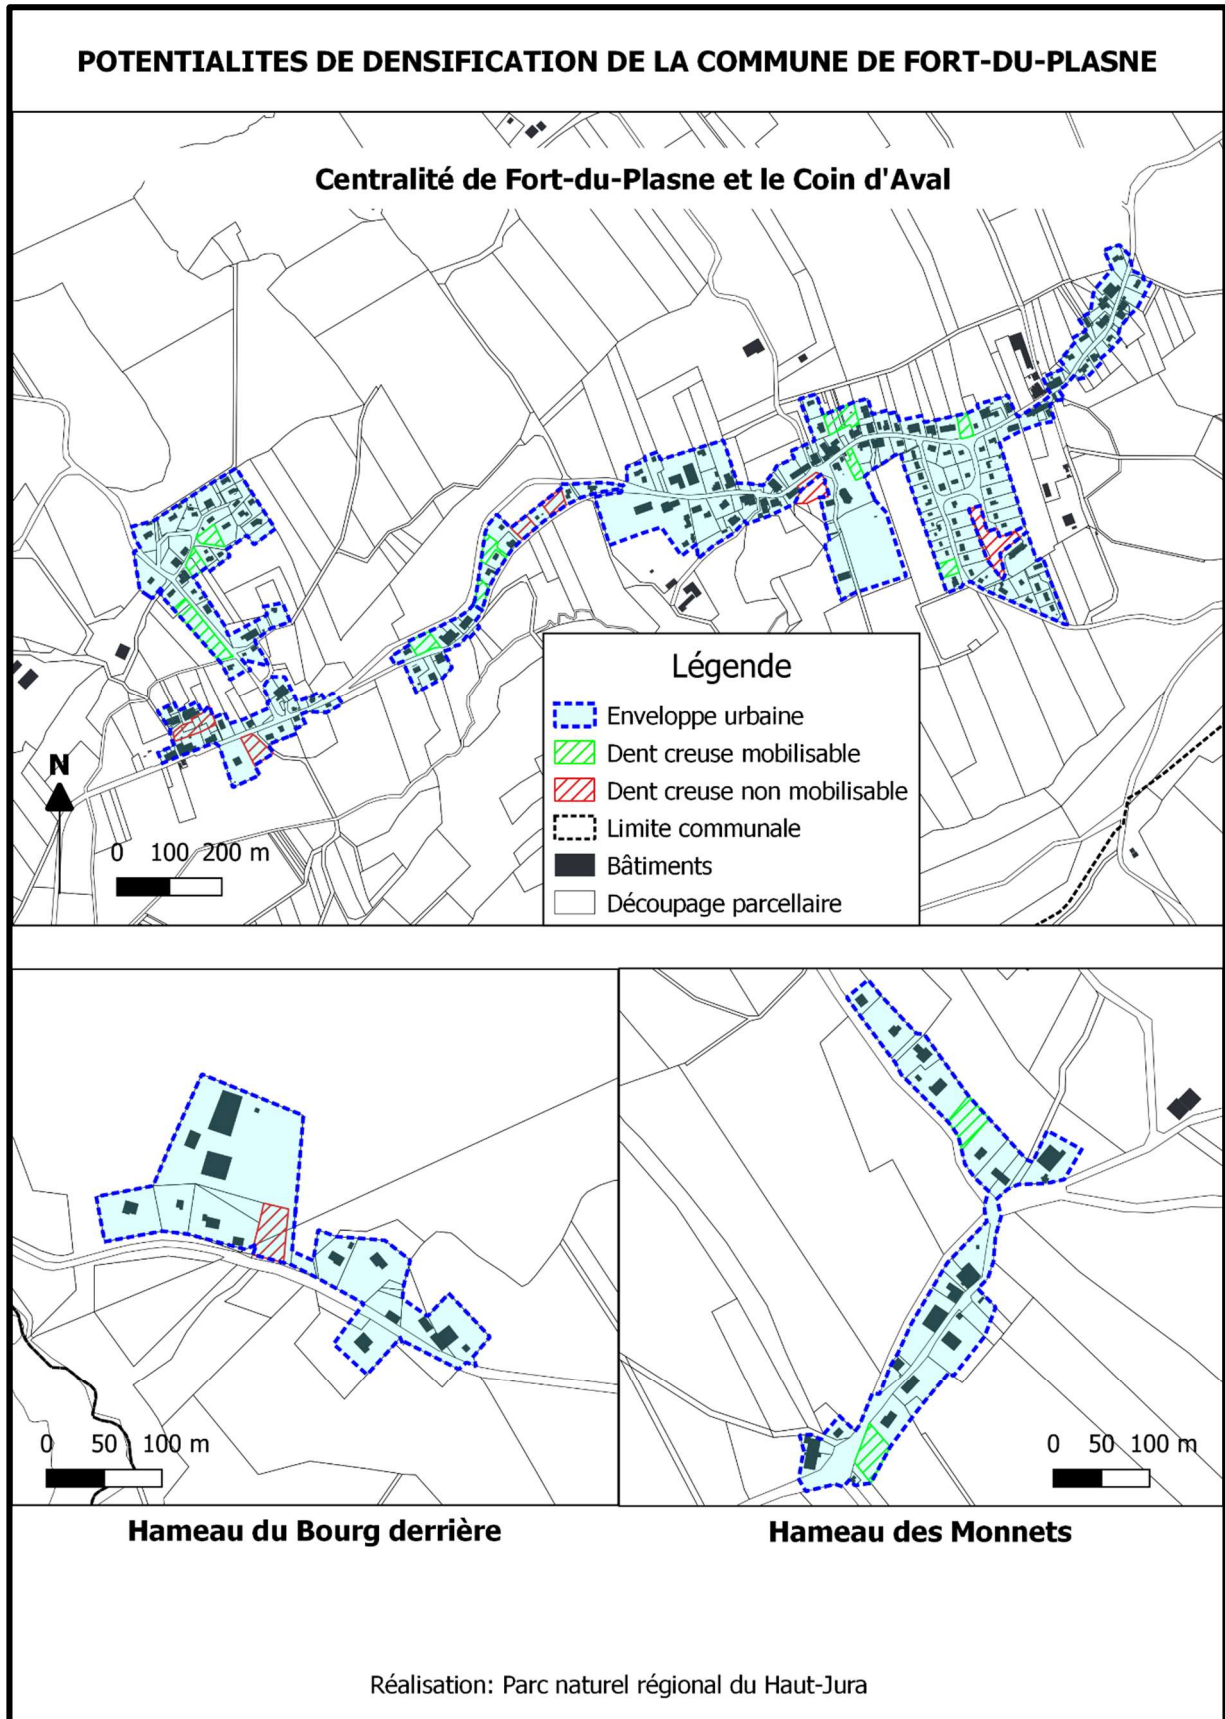 POTENTIALITES DE DENSIFICATION DE LA COMMUNE DE FORT-DU-PLASNE
Centralité de Fort-du-Plasne et le Coin d'Aval
Légende
Enveloppe urbaine
Dent creuse mobilisable
Dent creuse non mobilisable
Limite communale
Bâtiments
Découpage parcellaire
N
0 100 200 m
0 50 100 m
0 50 100 m
Hameau du Bourg derrière
Hameau des Monnets
Réalisation: Parc naturel régional du Haut-Jura